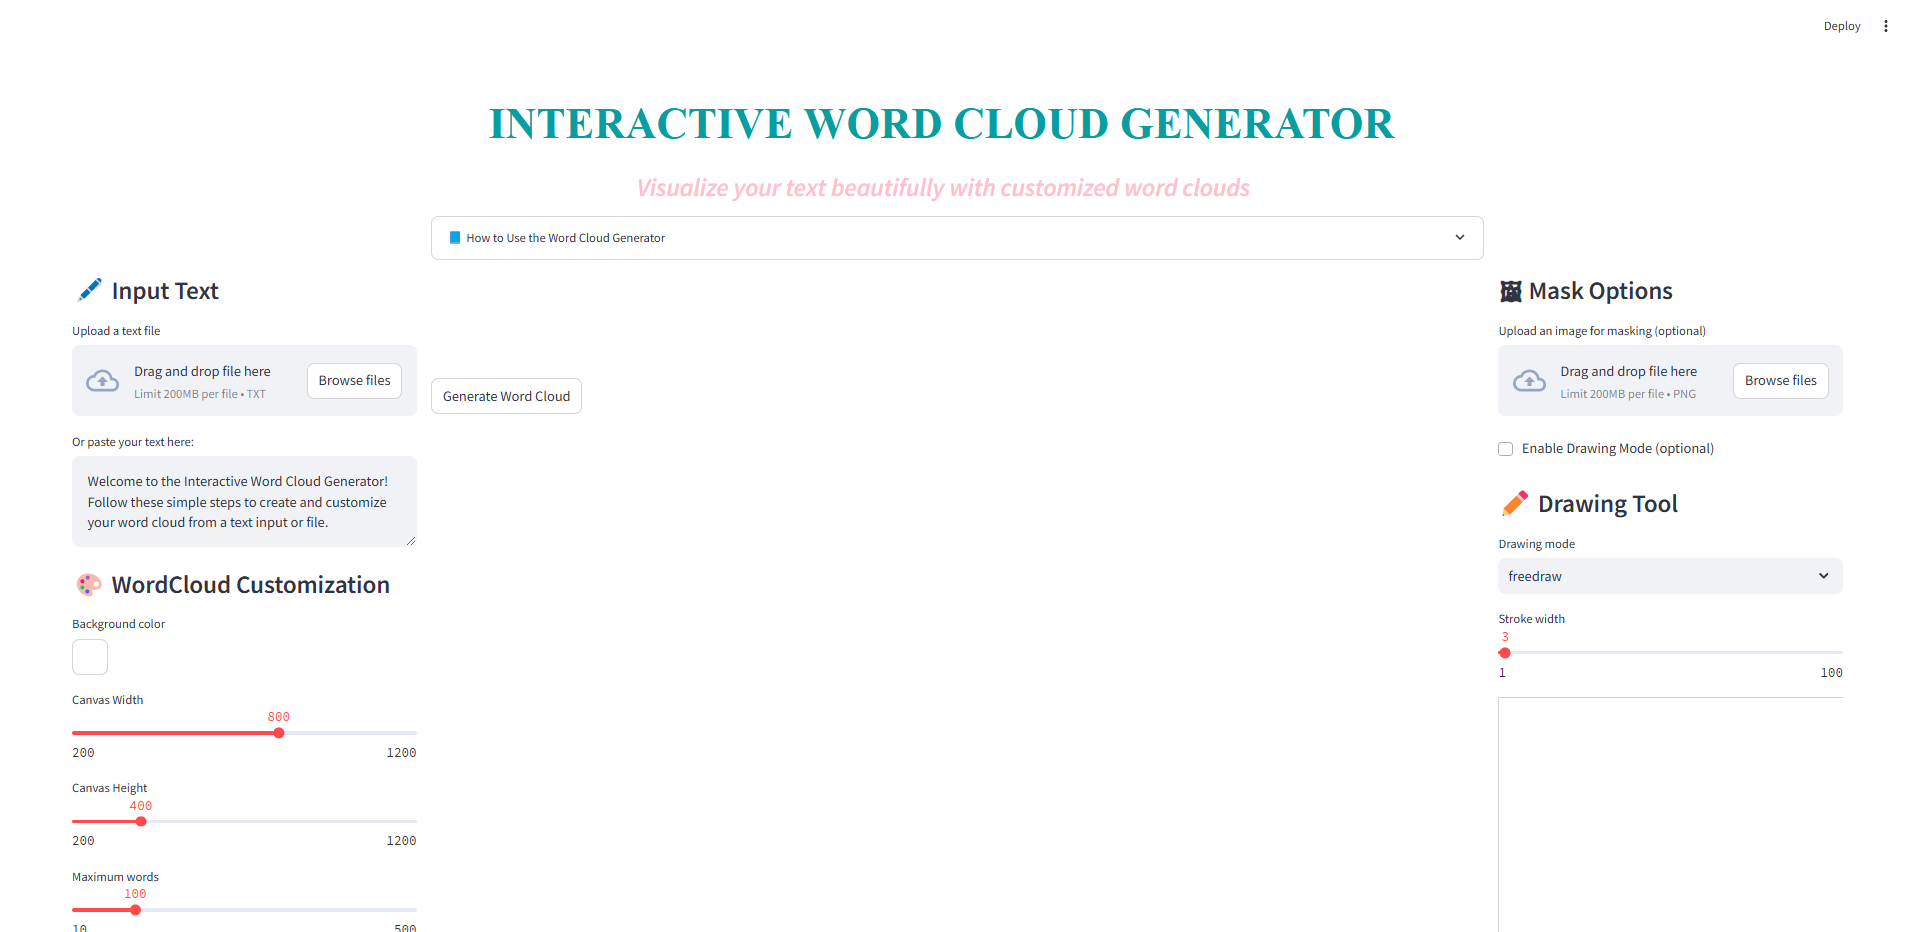 Deploy
INTERACTIVE WORD CLOUD GENERATOR
Visualize your text beautifully with customized word clouds
How to Use the Word Cloud Generator
Input Text
Upload a text file
Drag and drop file here
Limit 200MB per file • TXT
Browse files
Or paste your text here:
Welcome to the Interactive Word Cloud Generator!
Follow these simple steps to create and customize
your word cloud from a text input or file.
WordCloud Customization
Background color
Canvas Width
800
200 1200
Canvas Height
400
200 1200
Maximum words
100
10 500
Generate Word Cloud
Mask Options
Upload an image for masking (optional)
Drag and drop file here
Limit 200MB per file • PNG
Browse files
Enable Drawing Mode (optional)
Drawing Tool
Drawing mode
freedraw
Stroke width
3
1 100